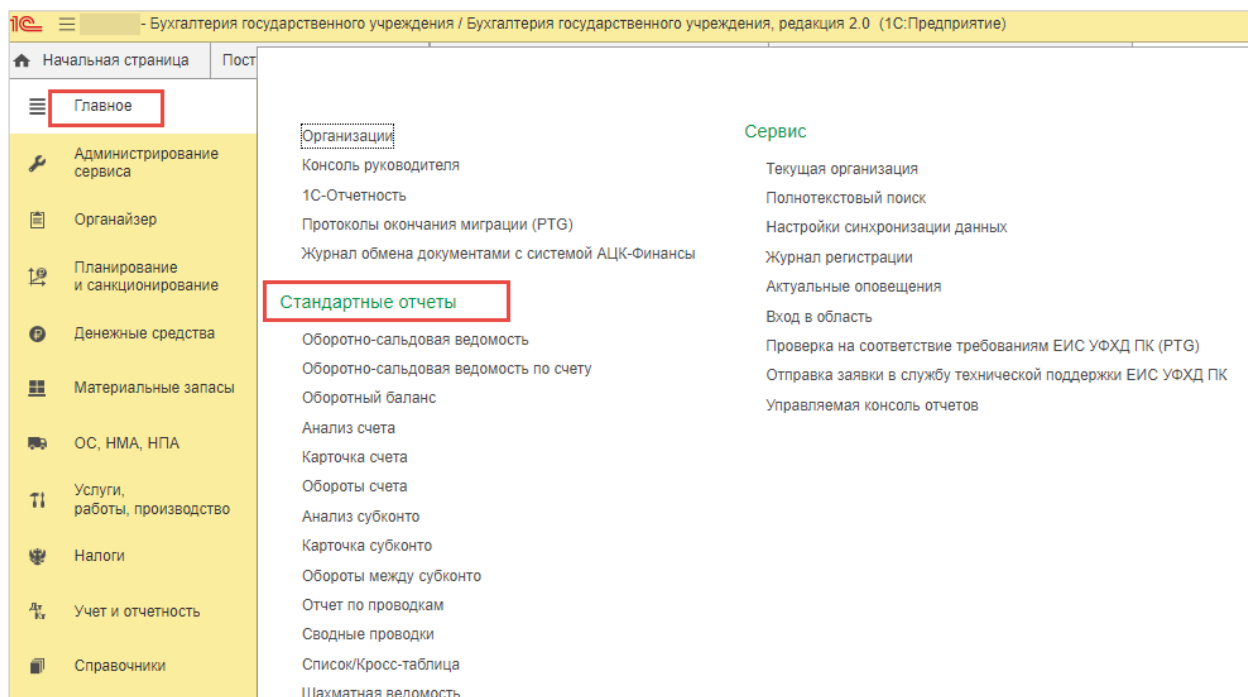 1С - Бухгалтерия государственного учреждения / Бухгалтерия государственного учреждения, редакция 2.0 (1С:Предприятие)
Начальная страница
Пост
Главное
Администрирование
сервиса
Органайзер
Планирование
и санкционирование
Денежные средства
Материальные запасы
ОС, НМА, НПА
Услуги,
работы, производство
Налоги
Дт
Кт
Учет и отчетность
Справочники
Организации
Консоль руководителя
1С-Отчетность
Протоколы окончания миграции (PTG)
Журнал обмена документами с системой АЦК-Финансы
Стандартные отчеты
Оборотно-сальдовая ведомость
Оборотно-сальдовая ведомость по счету
Оборотный баланс
Анализ счета
Карточка счета
Обороты счета
Анализ субконто
Карточка субконто
Обороты между субконто
Отчет по проводкам
Сводные проводки
Список/Кросс-таблица
Шахматная ведомость
Сервис
Текущая организация
Полнотекстовый поиск
Настройки синхронизации данных
Журнал регистрации
Актуальные оповещения
Вход в область
Проверка на соответствие требованиям ЕИС УФХД ПК (PTG)
Отправка заявки в службу технической поддержки ЕИС УФХД ПК
Управляемая консоль отчетов